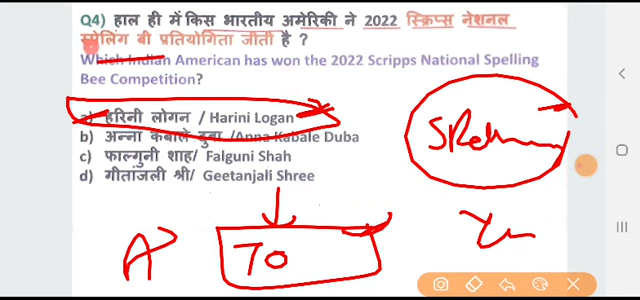 Q4) हाल ही में किस भारतीय अमेरिकी ने 2022 स्क्रिप्स नेशनल
स्पेलिंग बी प्रतियोगिता जीती है ?
Which Indian American has won the 2022 Scripps National Spelling
Bee Competition?
a) हरिनी लोगन / Harini Logan
b) अन्ना कबाले दुबा /Anna Kabale Duba
c) फाल्गुनी शाह/ Falguni Shah
d) गीतांजली श्री/ Geetanjali Shree
70